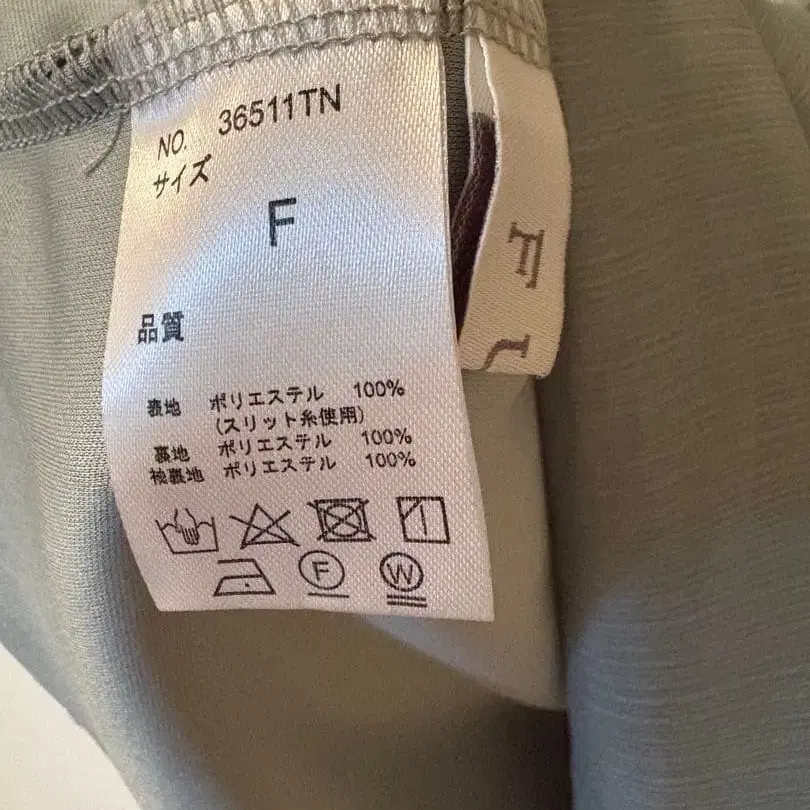 NO. 36511TN
サイズ
F
品質
表地 ポリエステル 100%
(スリット糸使用)
裏地 ポリエステル 100%
袖裏地 ポリエステル 100%
F
W
F